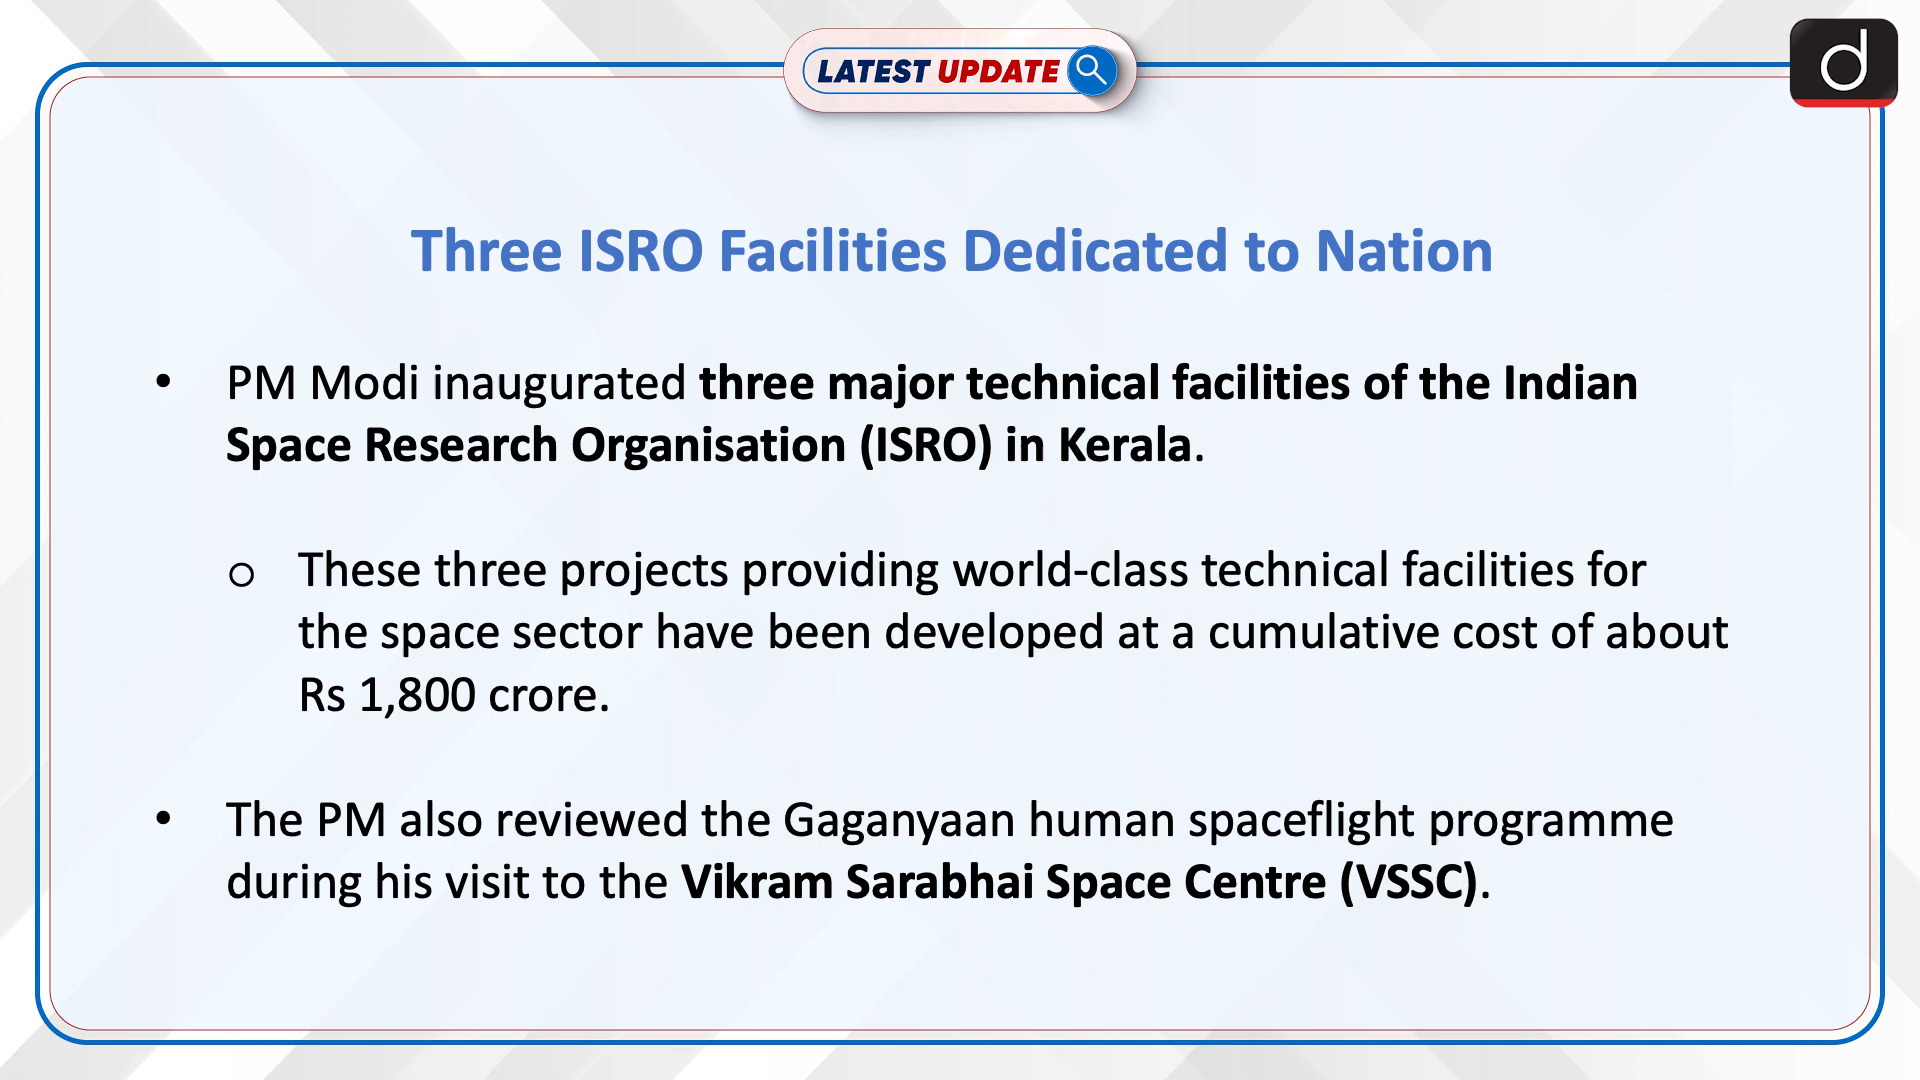 LATEST UPDATE
d
Three ISRO Facilities Dedicated to Nation
• PM Modi inaugurated three major technical facilities of the Indian
Space Research Organisation (ISRO) in Kerala.
o These three projects providing world-class technical facilities for
the space sector have been developed at a cumulative cost of about
Rs 1,800 crore.
• The PM also reviewed the Gaganyaan human spaceflight programme
during his visit to the Vikram Sarabhai Space Centre (VSSC).